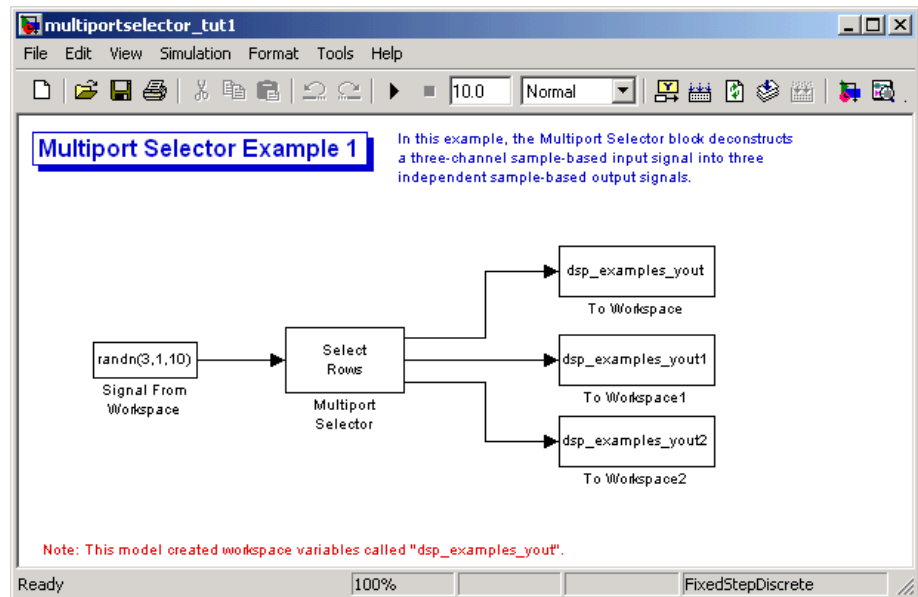 multiportselector_tut1
File Edit View Simulation Format Tools Help
10.0 Normal
Multiport Selector Example 1
In this example, the Multiport Selector block deconstructs
a three-channel sample-based input signal into three
independent sample-based output signals.
dsp_examples_yout
To Workspace
randn(3,1,10)
Signal From
Workspace
Select
Rows
Multiport
Selector
dsp_examples_yout1
To Workspace1
dsp_examples_yout2
To Workspace2
Note: This model created workspace variables called "dsp_examples_yout".
Ready 100% FixedStepDiscrete